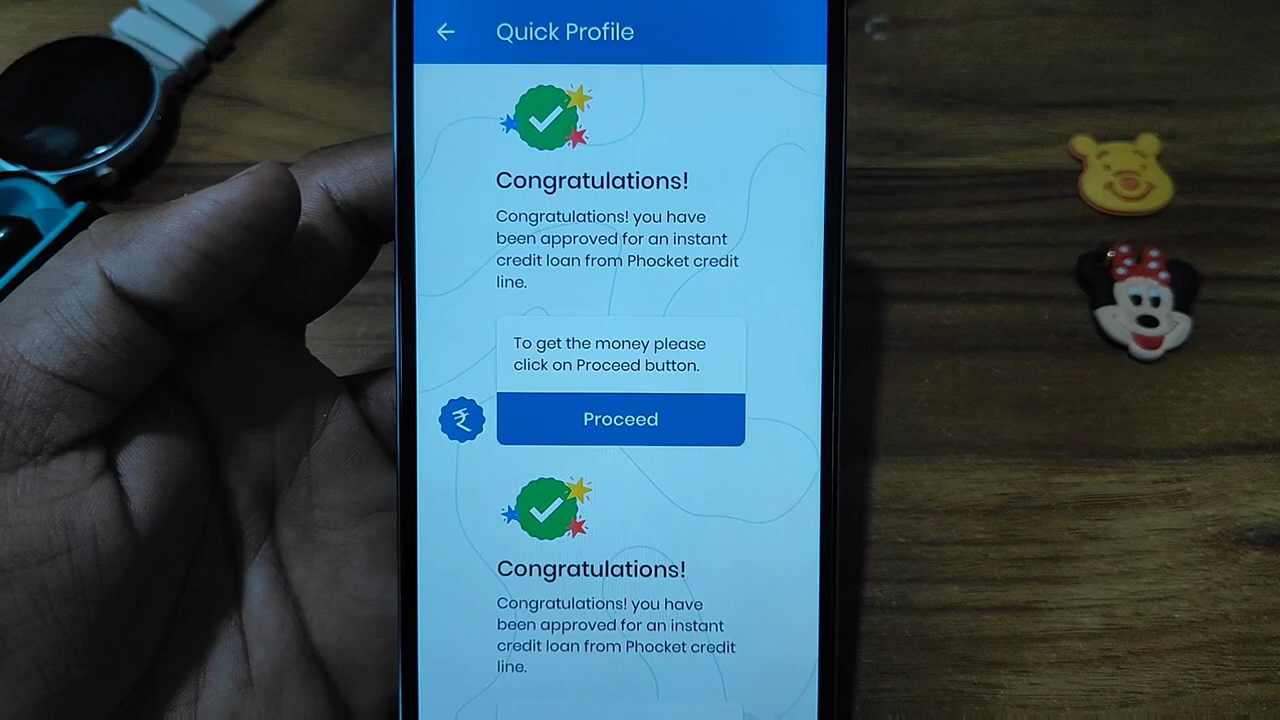 Quick Profile
Congratulations!
Congratulations! you have
been approved for an instant
credit loan from Phocket credit
line.
To get the money please
click on Proceed button.
₹
Proceed
Congratulations!
Congratulations! you have
been approved for an instant
credit loan from Phocket credit
line.